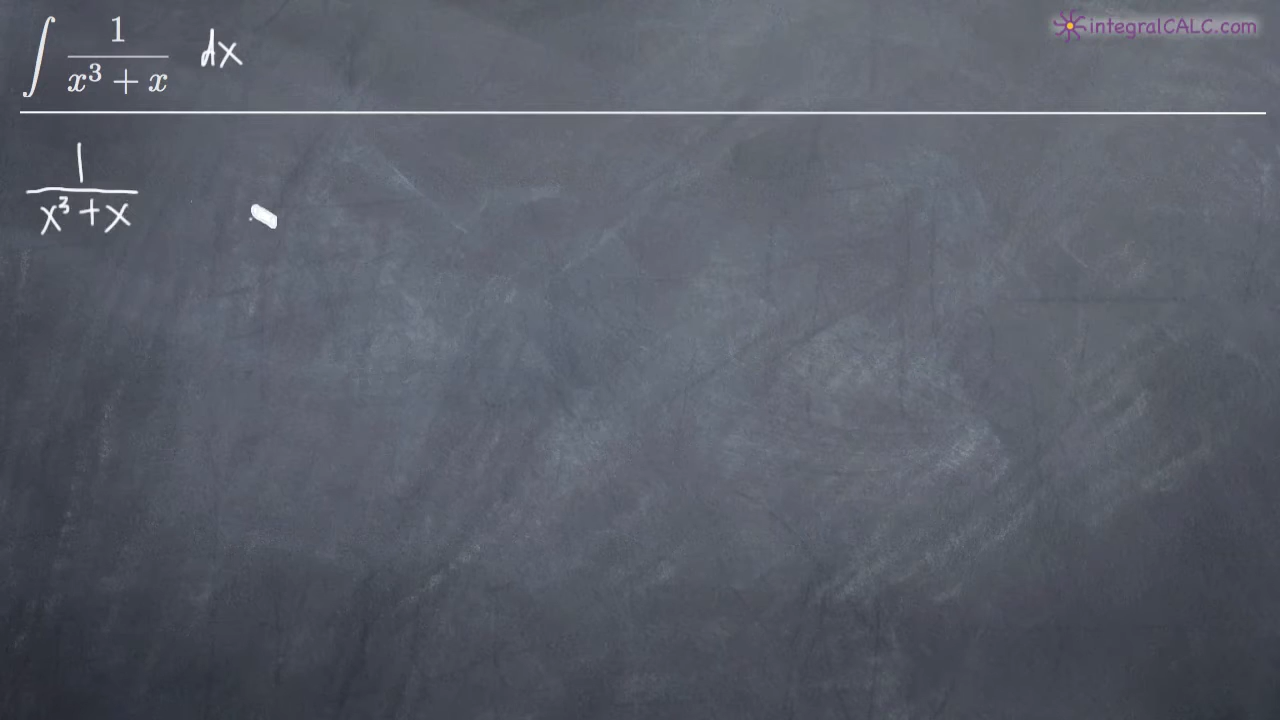 ∫ 1/(x³ + x) dx
integralCALC.com
1/(x³ + x)